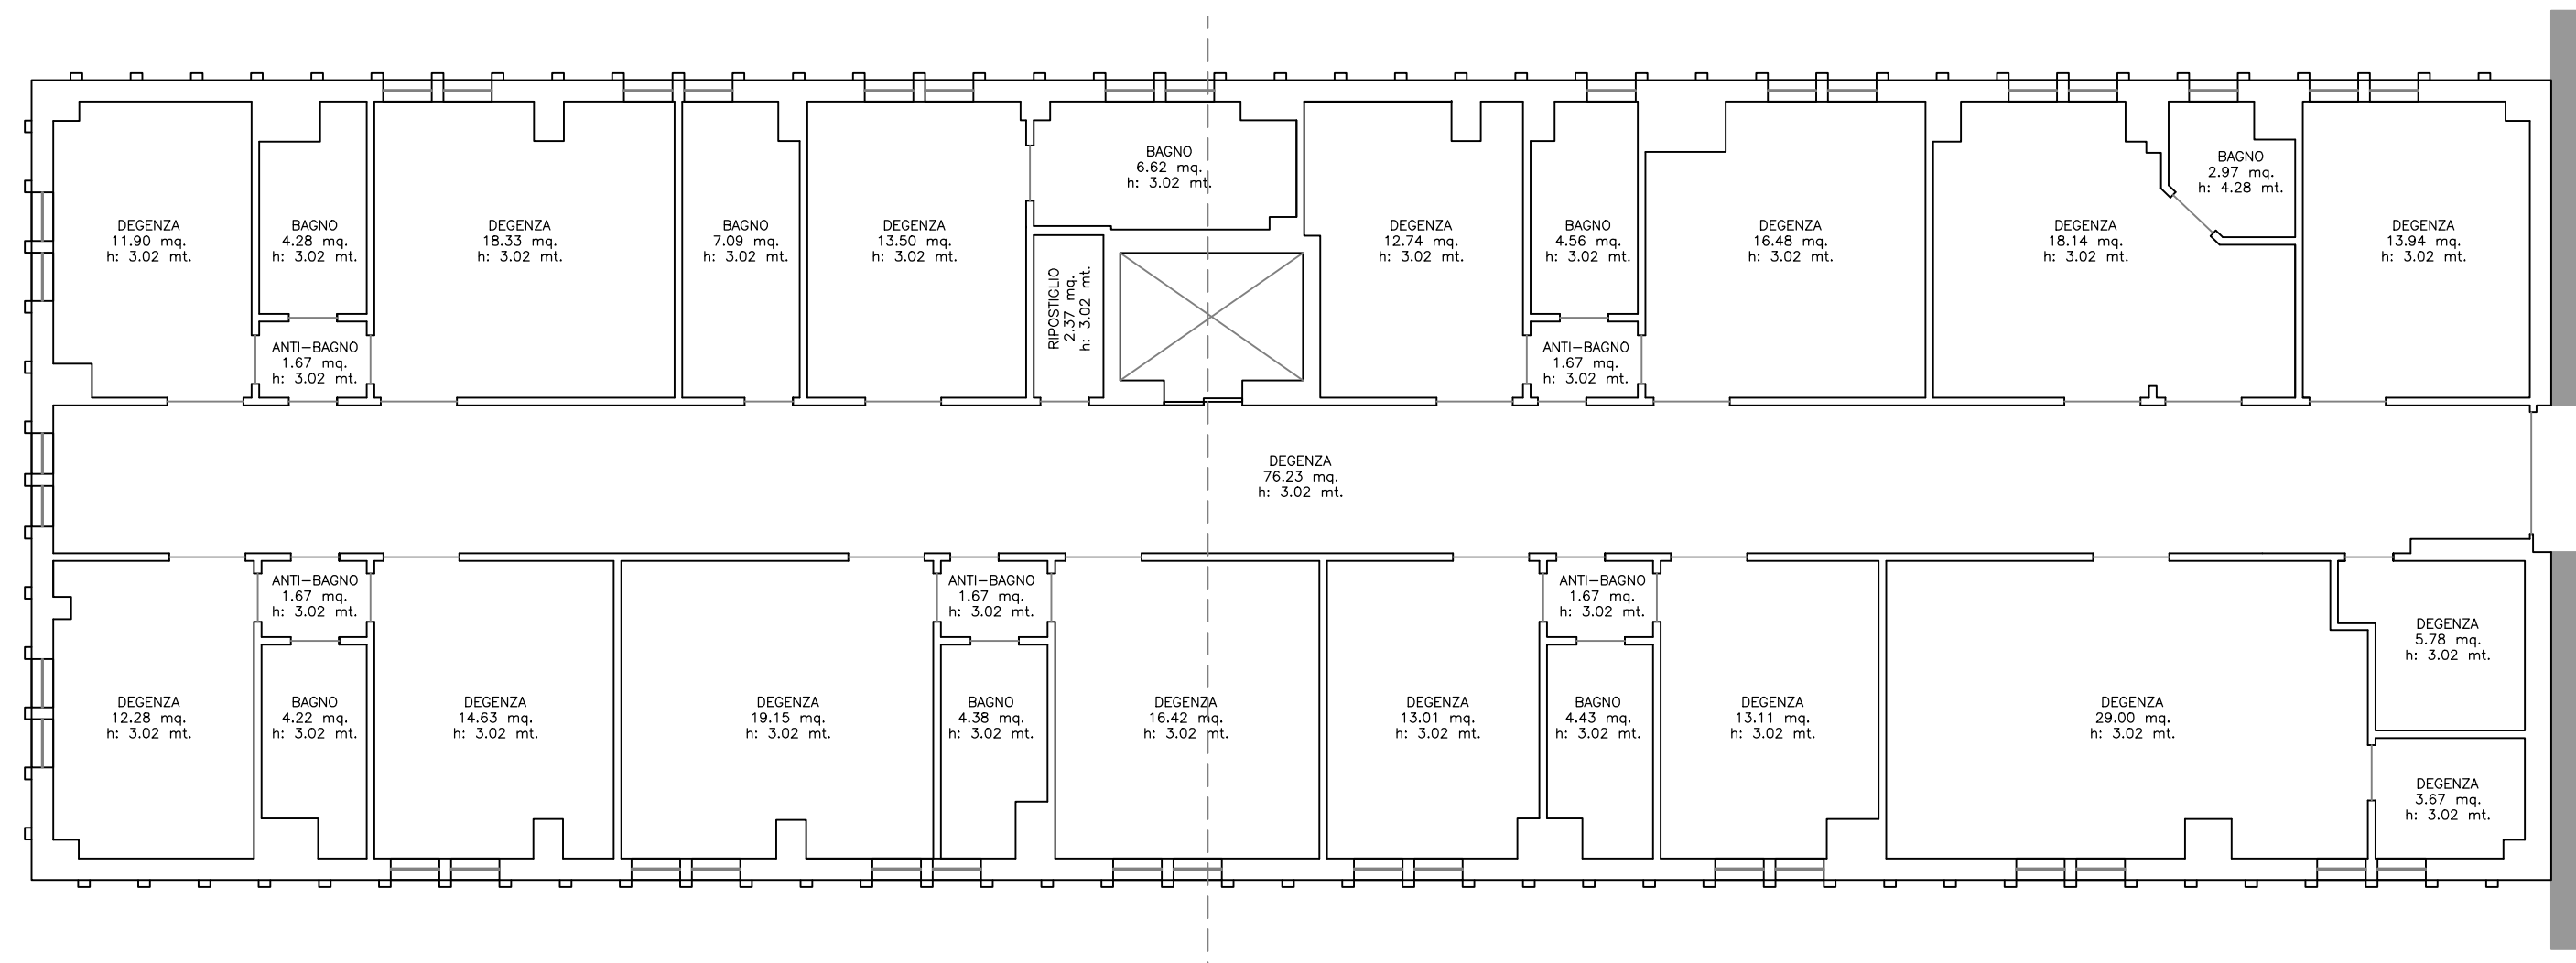 DEGENZA
11.90 mq.
h: 3.02 mt.
BAGNO
4.28 mq.
h: 3.02 mt.
ANTI-BAGNO
1.67 mq.
h: 3.02 mt.
DEGENZA
18.33 mq.
h: 3.02 mt.
BAGNO
7.09 mq.
h: 3.02 mt.
DEGENZA
13.50 mq.
h: 3.02 mt.
BAGNO
6.62 mq.
h: 3.02 mt.
RIPOSTIGLIO
2.37 mq.
h: 3.02 mt.
DEGENZA
12.74 mq.
h: 3.02 mt.
BAGNO
4.56 mq.
h: 3.02 mt.
ANTI-BAGNO
1.67 mq.
h: 3.02 mt.
DEGENZA
16.48 mq.
h: 3.02 mt.
DEGENZA
18.14 mq.
h: 3.02 mt.
BAGNO
2.97 mq.
h: 4.28 mt.
DEGENZA
13.94 mq.
h: 3.02 mt.
DEGENZA
76.23 mq.
h: 3.02 mt.
DEGENZA
12.28 mq.
h: 3.02 mt.
ANTI-BAGNO
1.67 mq.
h: 3.02 mt.
BAGNO
4.22 mq.
h: 3.02 mt.
DEGENZA
14.63 mq.
h: 3.02 mt.
DEGENZA
19.15 mq.
h: 3.02 mt.
ANTI-BAGNO
1.67 mq.
h: 3.02 mt.
BAGNO
4.38 mq.
h: 3.02 mt.
DEGENZA
16.42 mq.
h: 3.02 mt.
DEGENZA
13.01 mq.
h: 3.02 mt.
ANTI-BAGNO
1.67 mq.
h: 3.02 mt.
BAGNO
4.43 mq.
h: 3.02 mt.
DEGENZA
13.11 mq.
h: 3.02 mt.
DEGENZA
29.00 mq.
h: 3.02 mt.
DEGENZA
5.78 mq.
h: 3.02 mt.
DEGENZA
3.67 mq.
h: 3.02 mt.